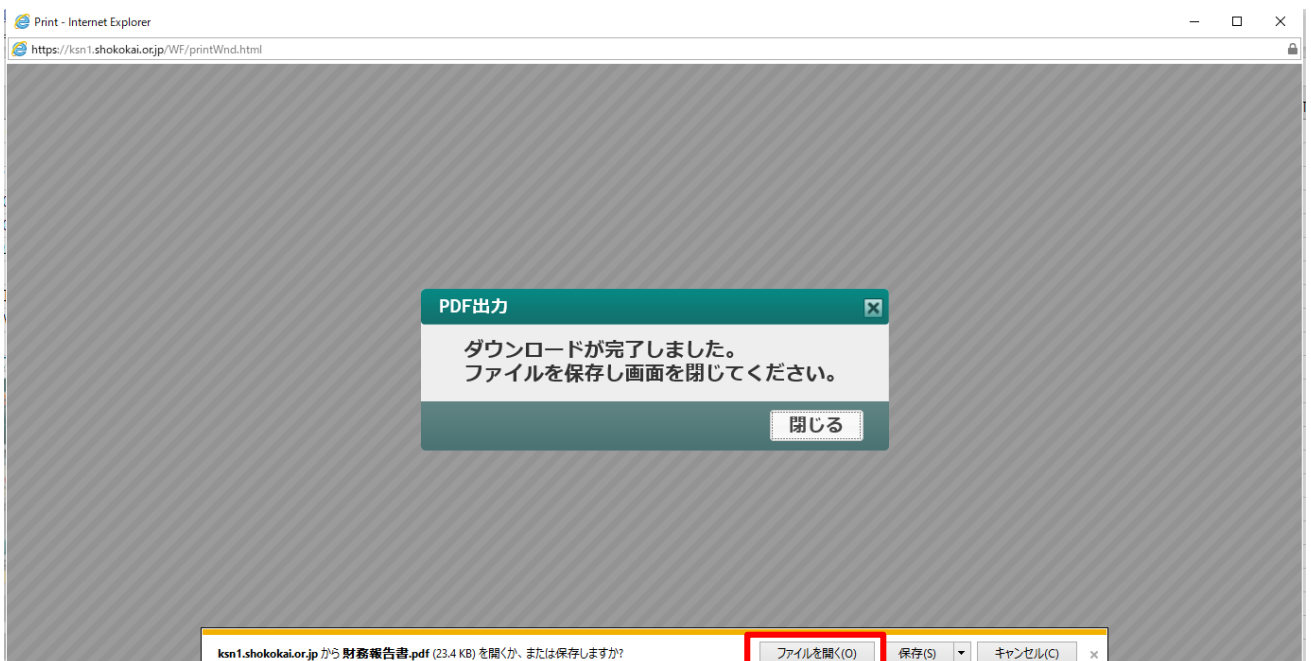 Print - Internet Explorer
https://ksn1.shokokai.or.jp/WF/printWnd.html
PDF出力
ダウンロードが完了しました。
ファイルを保存し画面を閉じてください。
閉じる
ksn1.shokokai.or.jp から 財務報告書.pdf (23.4 KB) を開くか、または保存しますか?
ファイルを開く(O)
保存(S)
キャンセル(C)